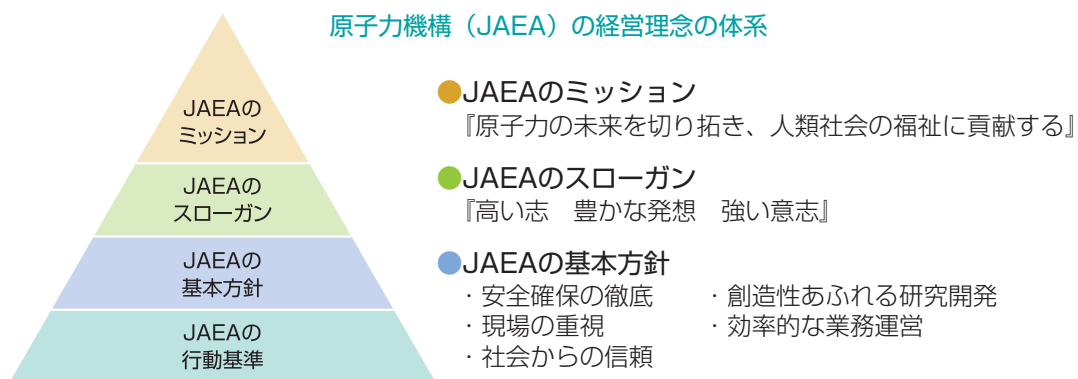 原子力機構（JAEA）の経営理念の体系
JAEAの
ミッション
JAEAの
スローガン
JAEAの
基本方針
JAEAの
行動基準
●JAEAのミッション
『原子力の未来を切り拓き、人類社会の福祉に貢献する』
●JAEAのスローガン
『高い志　豊かな発想　強い意志』
●JAEAの基本方針
・安全確保の徹底　　・創造性あふれる研究開発
・現場の重視　　・効率的な業務運営
・社会からの信頼